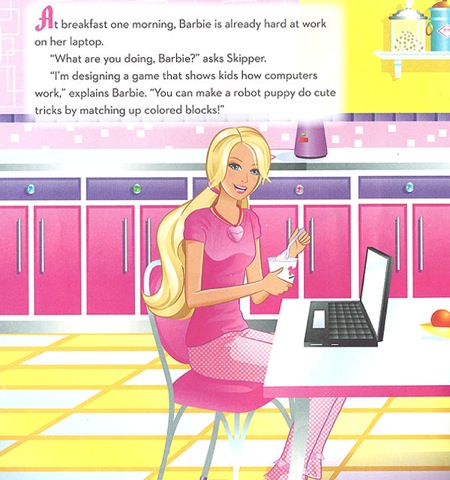 At breakfast one morning, Barbie is already hard at work
on her laptop.
“What are you doing, Barbie?” asks Skipper.
“I’m designing a game that shows kids how computers
work,” explains Barbie. “You can make a robot puppy do cute
tricks by matching up colored blocks!”